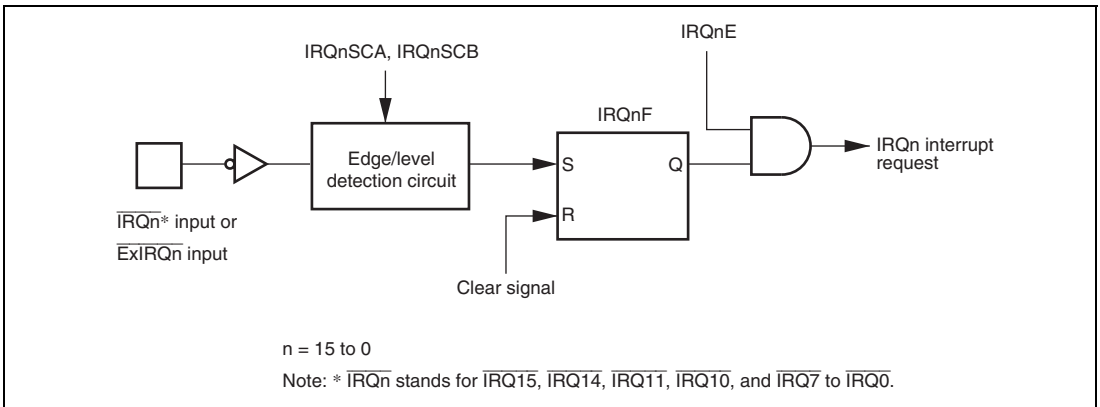 IRQnE
IRQnSCA, IRQnSCB
IRQnF
Edge/level
detection circuit
S
Q
R
IRQn interrupt
request
IRQn* input or
ExIRQn input
Clear signal
n = 15 to 0
Note: * IRQn stands for IRQ15, IRQ14, IRQ11, IRQ10, and IRQ7 to IRQ0.